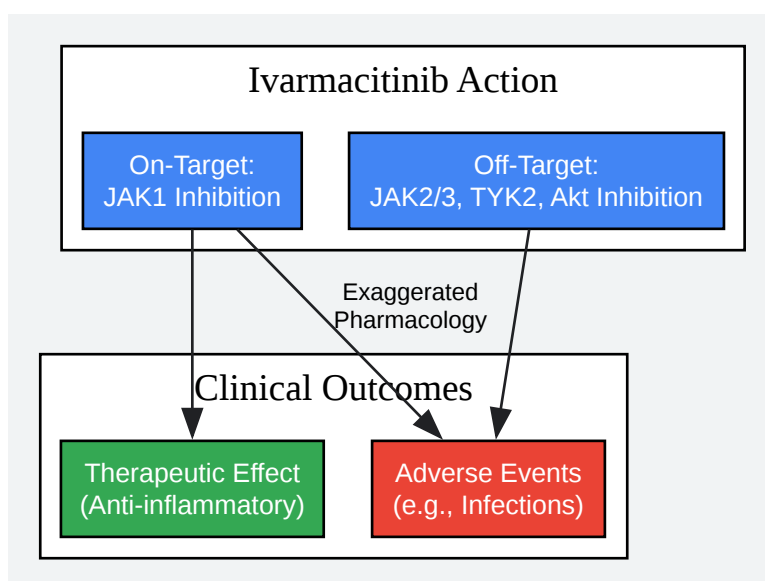 Ivarmacitinib Action
On-Target:
JAK1 Inhibition
Off-Target:
JAK2/3, TYK2, Akt Inhibition
Exaggerated
Pharmacology
Clinical Outcomes
Therapeutic Effect
(Anti-inflammatory)
Adverse Events
(e.g., Infections)